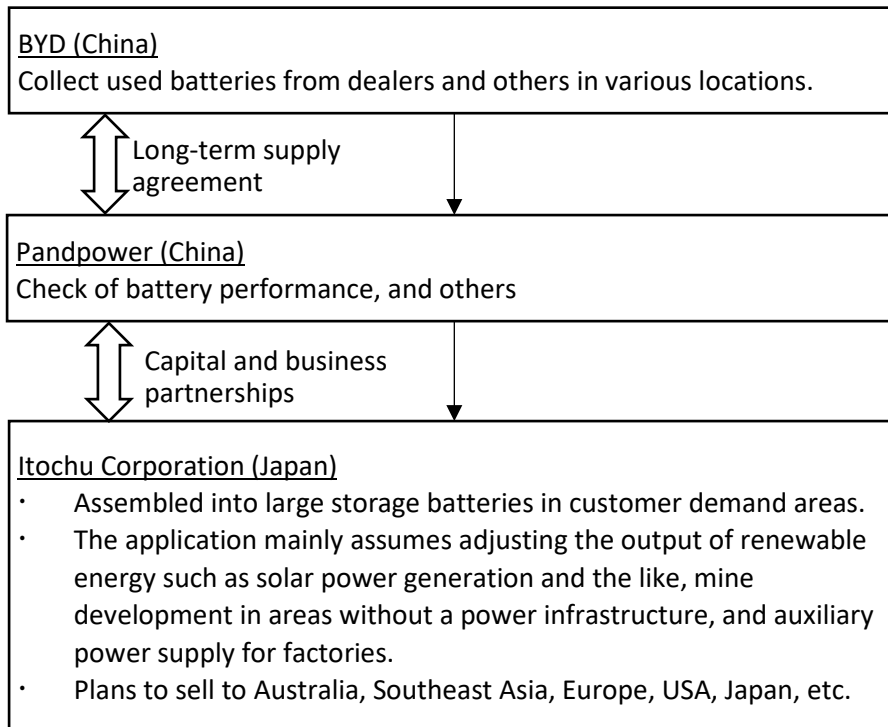 BYD (China)
Collect used batteries from dealers and others in various locations.
Long-term supply
agreement
Pandpower (China)
Check of battery performance, and others
Capital and business
partnerships
Itochu Corporation (Japan)
・ Assembled into large storage batteries in customer demand areas.
・ The application mainly assumes adjusting the output of renewable
energy such as solar power generation and the like, mine
development in areas without a power infrastructure, and auxiliary
power supply for factories.
・ Plans to sell to Australia, Southeast Asia, Europe, USA, Japan, etc.